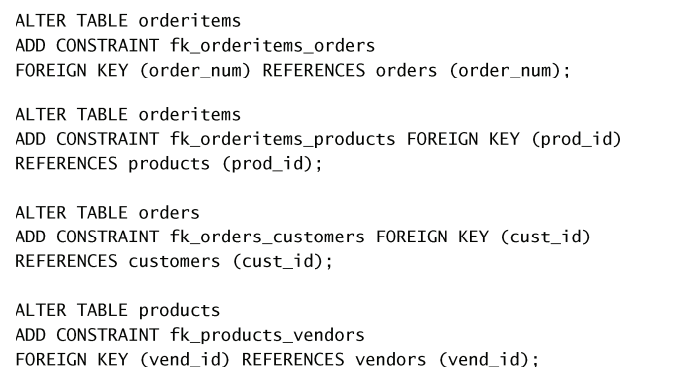 ALTER TABLE orderitems
ADD CONSTRAINT fk_orderitems_orders
FOREIGN KEY (order_num) REFERENCES orders (order_num);
ALTER TABLE orderitems
ADD CONSTRAINT fk_orderitems_products FOREIGN KEY (prod_id)
REFERENCES products (prod_id);
ALTER TABLE orders
ADD CONSTRAINT fk_orders_customers FOREIGN KEY (cust_id)
REFERENCES customers (cust_id);
ALTER TABLE products
ADD CONSTRAINT fk_products_vendors
FOREIGN KEY (vend_id) REFERENCES vendors (vend_id);